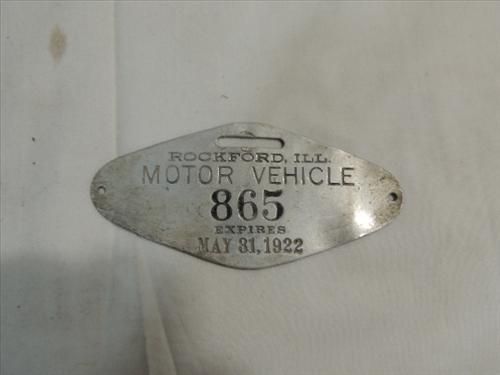 ROCKFORD, ILL.
MOTOR VEHICLE
865
EXPIRES
MAY 31, 1922